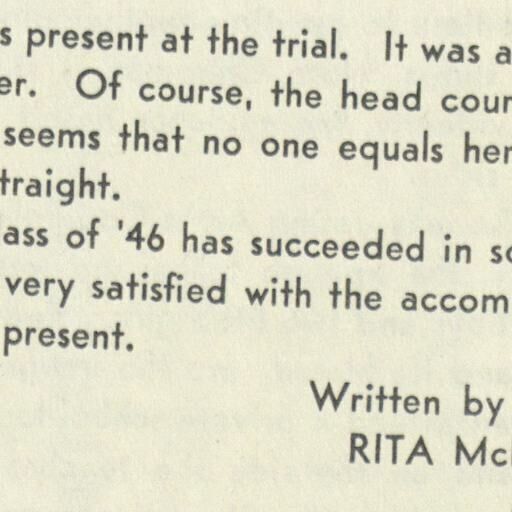 s present at the trial. It was a
er. Of course, the head cour
seems that no one equals her
traight.
ass of '46 has succeeded in so
very satisfied with the accom
present.
Written by
RITA Mc